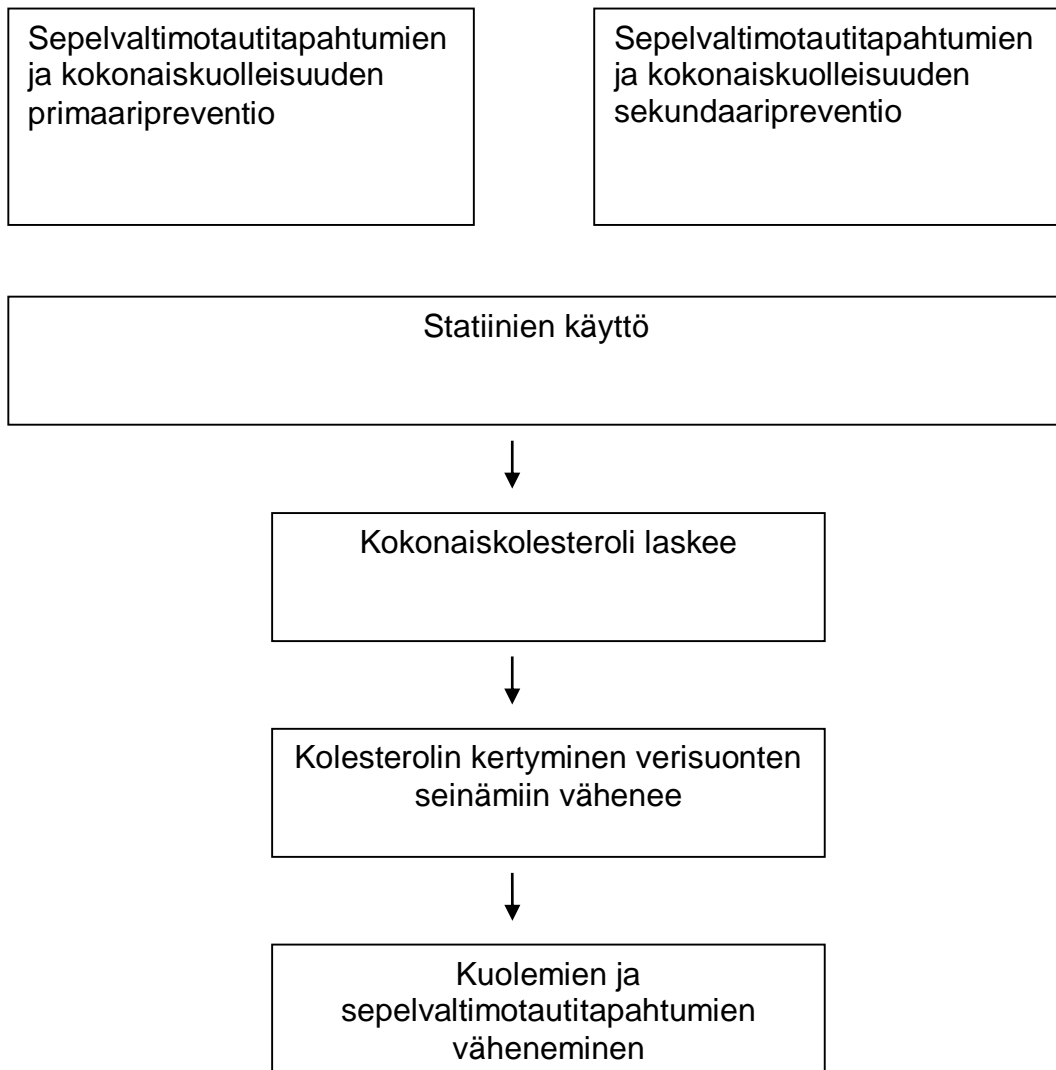 Sepelvaltimotautitapahtumien
ja kokonaiskuolleisuuden
primaaripreventio
Sepelvaltimotautitapahtumien
ja kokonaiskuolleisuuden
sekundaaripreventio
Statiinien käyttö
Kokonaiskolesteroli laskee
Kolesterolin kertyminen verisuonten
seinämiin vähenee
Kuolemien ja
sepelvaltimotautitapahtumien
väheneminen